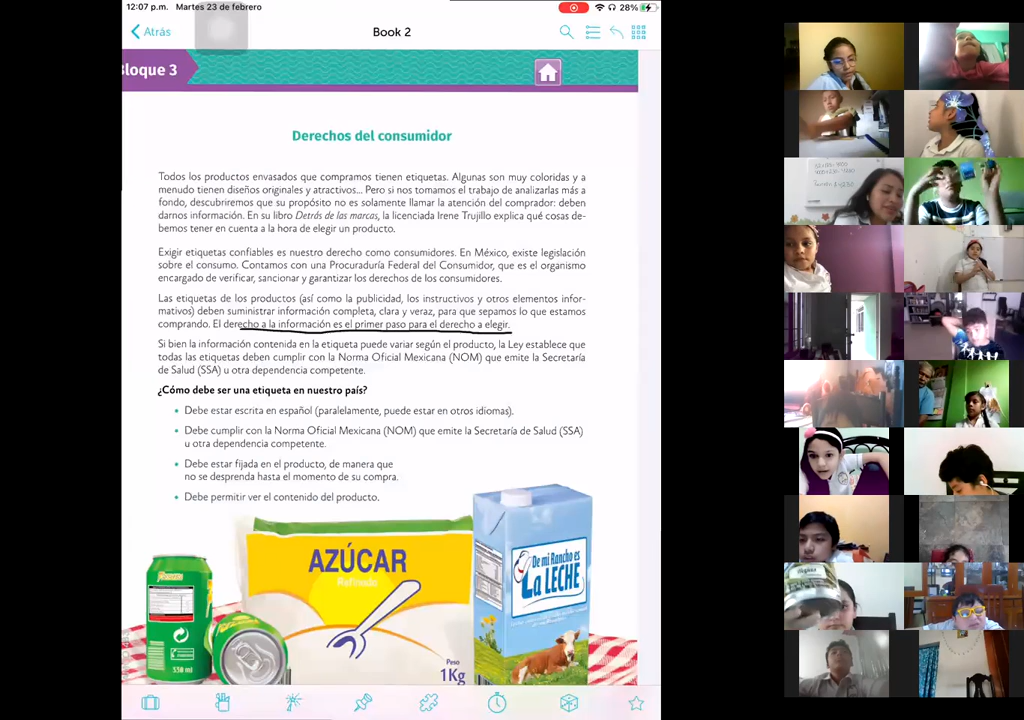 12:07 p.m. Martes 23 de febrero
28%
Atrás
Book 2
Bloque 3
Derechos del consumidor
Todos los productos envasados que compramos tienen etiquetas. Algunas son muy coloridas y a
menudo tienen diseños originales y atractivos... Pero si nos tomamos el trabajo de analizarlas más a
fondo, descubriremos que su propósito no es solamente llamar la atención del comprador: deben
darnos información. En su libro Detrás de las marcas, la licenciada Irene Trujillo explica qué cosas de-
bemos tener en cuenta a la hora de elegir un producto.
Exigir etiquetas confiables es nuestro derecho como consumidores. En México, existe legislación
sobre el consumo. Contamos con una Procuraduría Federal del Consumidor, que es el organismo
encargado de verificar, sancionar y garantizar los derechos de los consumidores.
Las etiquetas de los productos (así como la publicidad, los instructivos y otros elementos infor-
mativos) deben suministrar información completa, clara y veraz, para que sepamos lo que estamos
comprando. El derecho a la información es el primer paso para el derecho a elegir.
Si bien la información contenida en la etiqueta puede variar según el producto, la Ley establece que
todas las etiquetas deben cumplir con la Norma Oficial Mexicana (NOM) que emite la Secretaría
de Salud (SSA) u otra dependencia competente.
¿Cómo debe ser una etiqueta en nuestro país?
• Debe estar escrita en español (paralelamente, puede estar en otros idiomas).
• Debe cumplir con la Norma Oficial Mexicana (NOM) que emite la Secretaría de Salud (SSA)
u otra dependencia competente.
• Debe estar fijada en el producto, de manera que
no se desprenda hasta el momento de su compra.
• Debe permitir ver el contenido del producto.
AZÚCAR
Refinado
Peso
1Kg
De mi Rancho es
La LECHE
350 ml